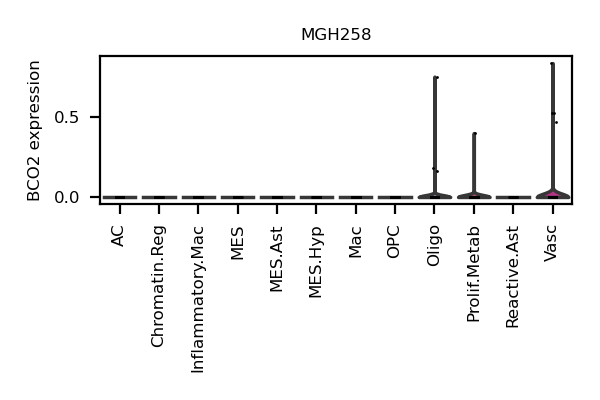 MGH258
BCO2 expression
0.5
0.0
AC
Chromatin.Reg
Inflammatory.Mac
MES
MES.Ast
MES.Hyp
Mac
OPC
Oligo
Prolif.Metab
Reactive.Ast
Vasc